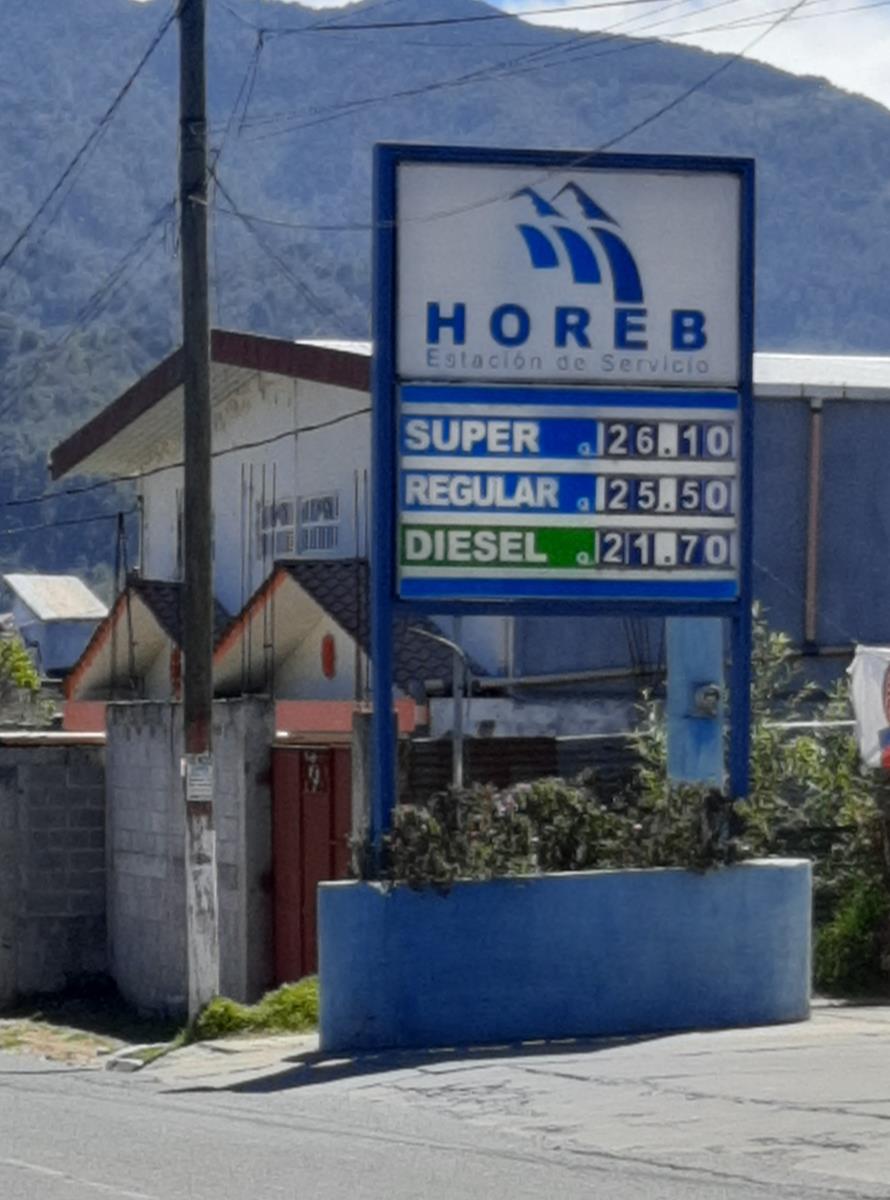 HOREB
Estación de Servicio
SUPER 26.10
REGULAR 25.50
DIESEL 21.70